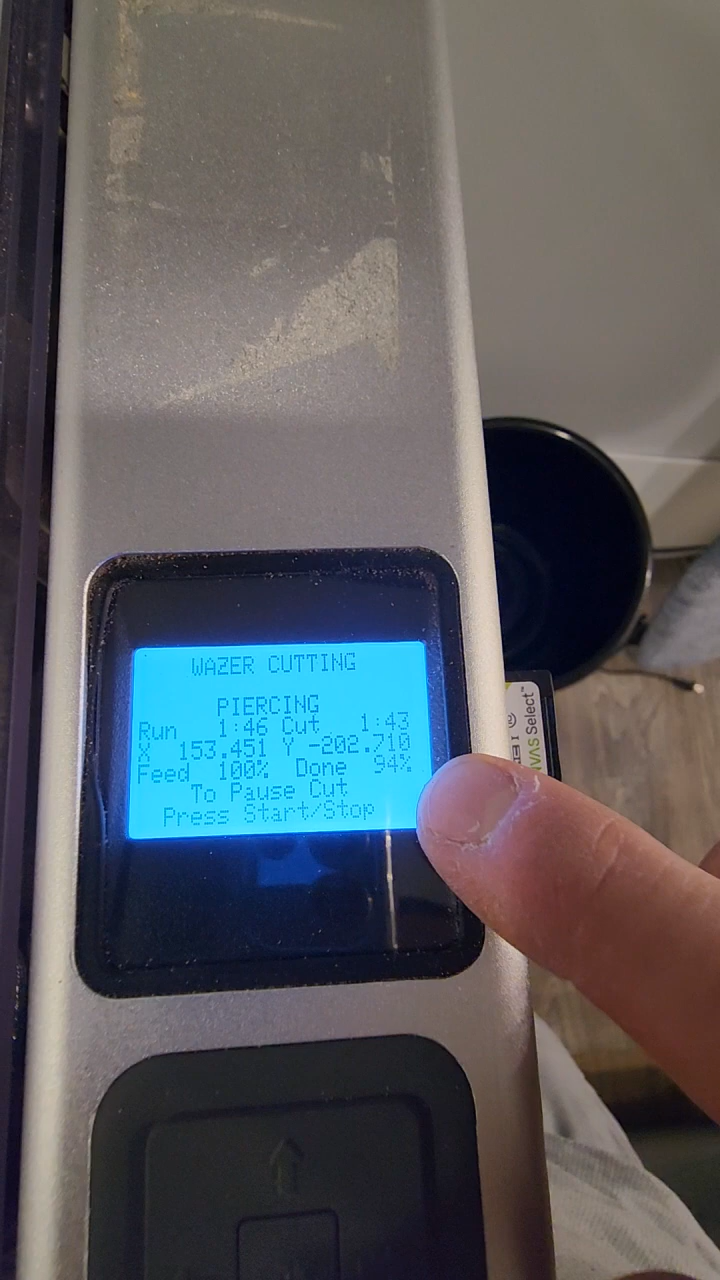 WAZER CUTTING
PIERCING
Run 1:46 Cut 1:43
X 153.451 Y -202.710
Feed 100% Done 94%
To Pause Cut
Press Start/Stop
Select™